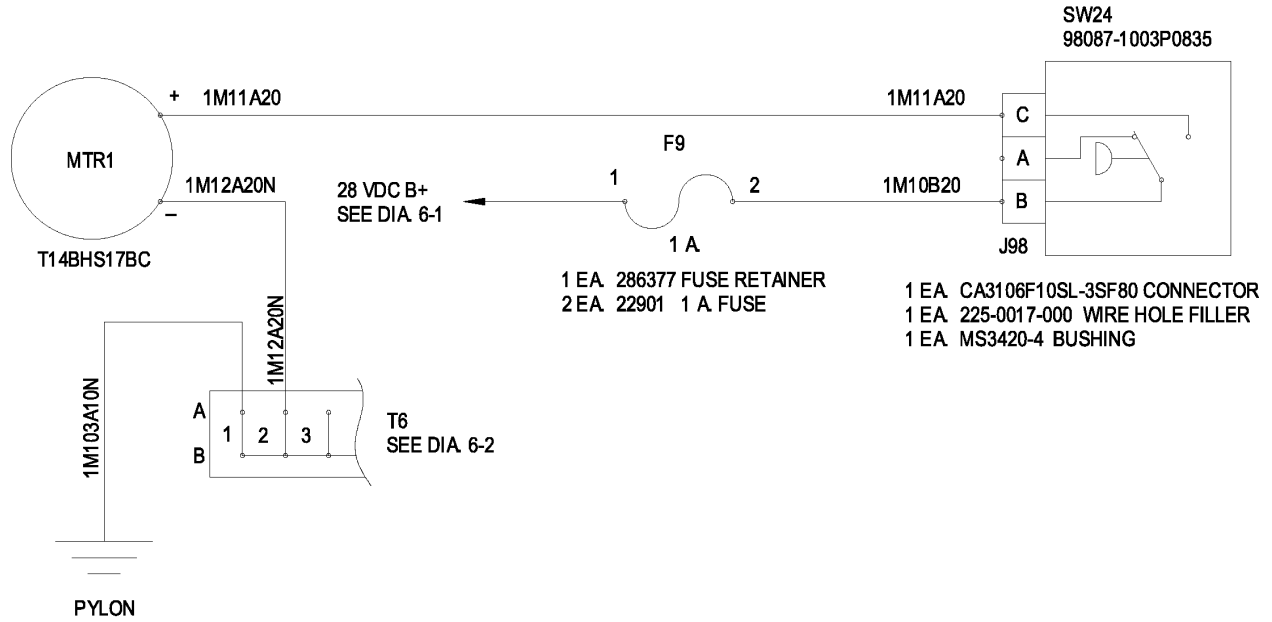 SW24
98087-1003P0835
+ 1M11A20
1M11A20
C
MTR1
F9
A
1M12A20N
28 VDC B+
SEE DIA. 6-1
1
2
1M10B20
B
–
T14BHS17BC
1 A.
J98
1 EA. 286377 FUSE RETAINER
2 EA. 22901 1 A. FUSE
1 EA. CA3106F10SL-3SF80 CONNECTOR
1 EA. 225-0017-000 WIRE HOLE FILLER
1 EA. MS3420-4 BUSHING
1M12A20N
1M103A10N
A
1 2 3
B
T6
SEE DIA. 6-2
PYLON